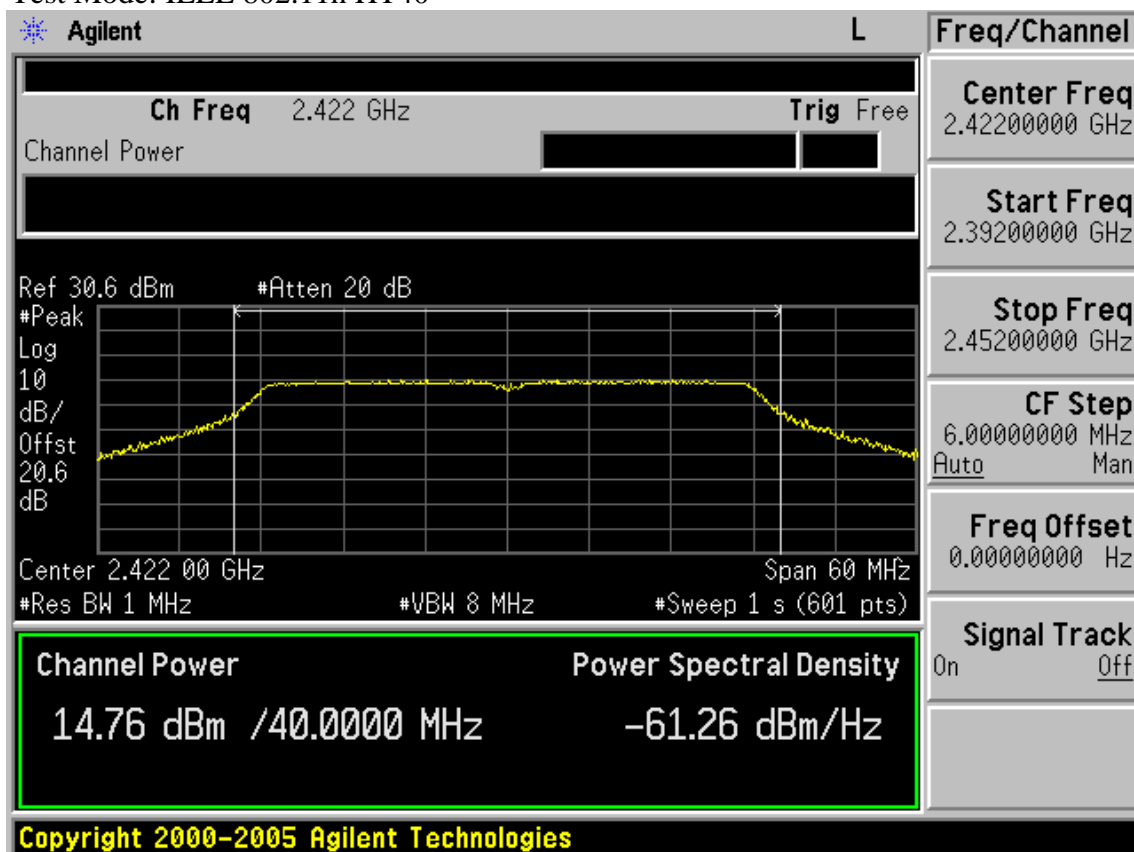 Test Mode: IEEE 802.11n HT40
Agilent L Freq/Channel
Ch Freq 2.422 GHz Trig Free
Channel Power
Center Freq
2.42200000 GHz
Start Freq
2.39200000 GHz
Stop Freq
2.45200000 GHz
CF Step
6.00000000 MHz
Auto Man
Freq Offset
0.00000000 Hz
Signal Track
On Off
Ref 30.6 dBm #Atten 20 dB
#Peak
Log
10
dB/
Offst
20.6
dB
Center 2.422 00 GHz Span 60 MHz
#Res BW 1 MHz #VBW 8 MHz #Sweep 1 s (601 pts)
Channel Power Power Spectral Density
14.76 dBm /40.0000 MHz -61.26 dBm/Hz
Copyright 2000-2005 Agilent Technologies